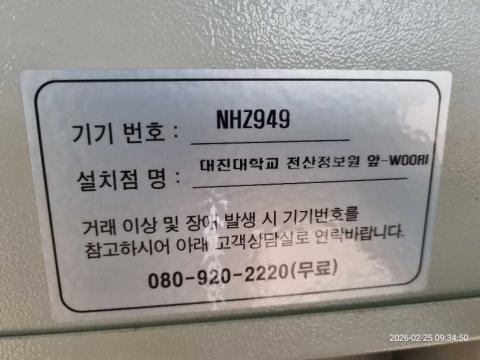 기기 번호 : NHZ949
설치점 명 : 대진대학교 전산정보원 앞-WOORI
거래 이상 및 장애 발생 시 기기번호를
참고하시어 아래 고객상담실로 연락바랍니다.
080-920-2220(무료)
2026-02-25 09:34:50